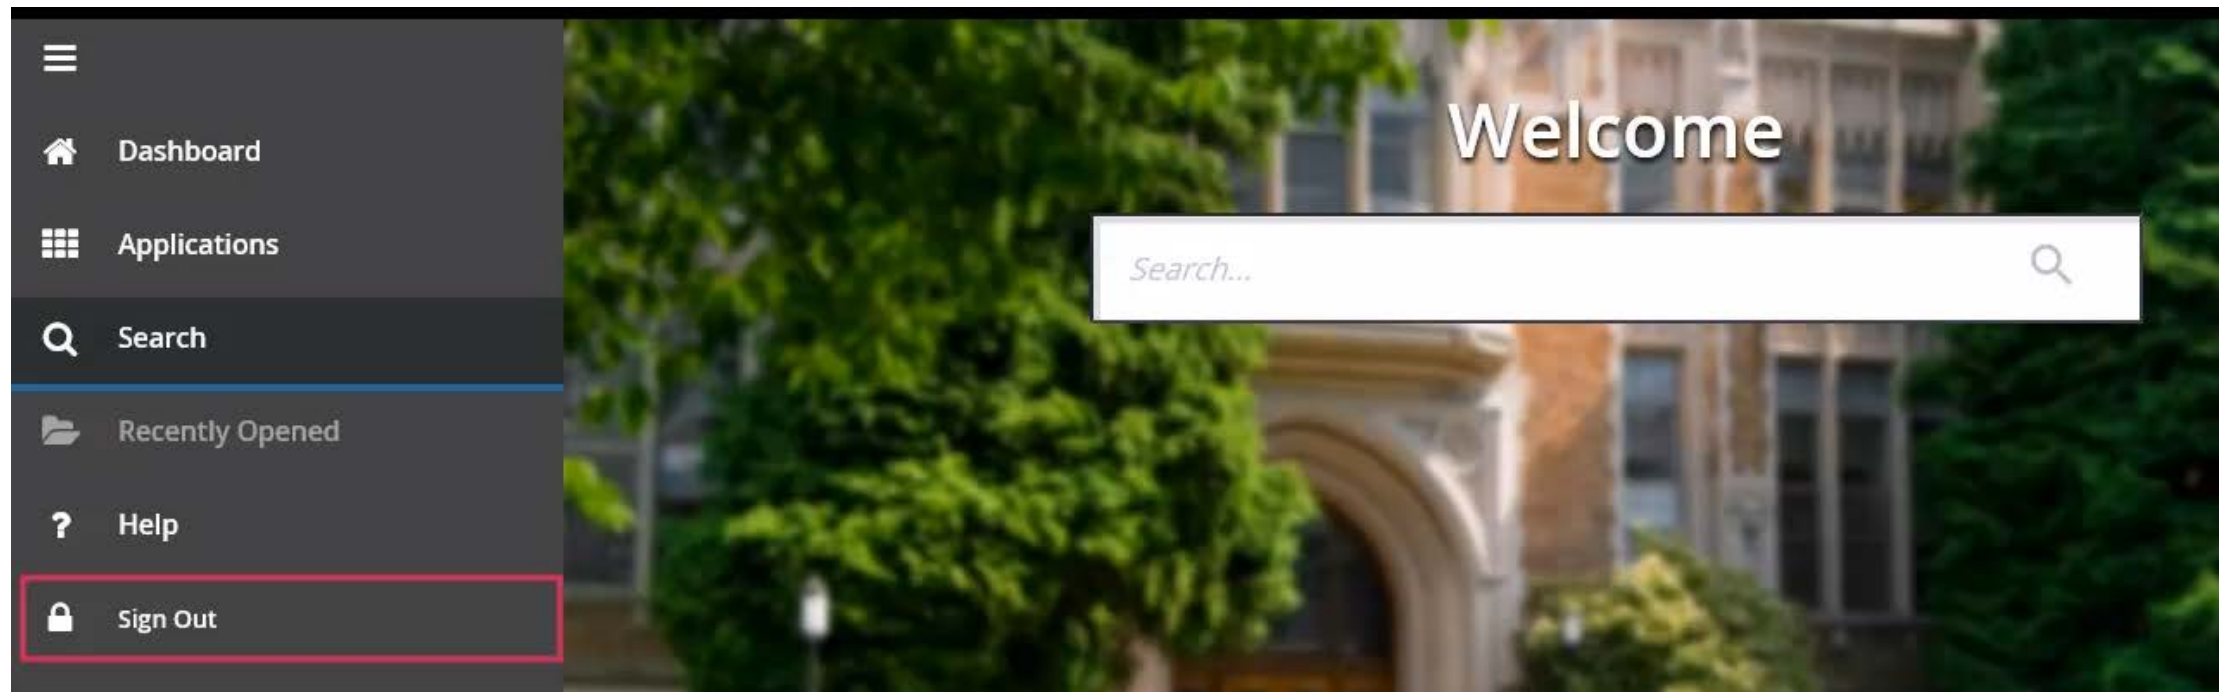 Dashboard
Applications
Search
Recently Opened
Help
Sign Out
Welcome
Search...